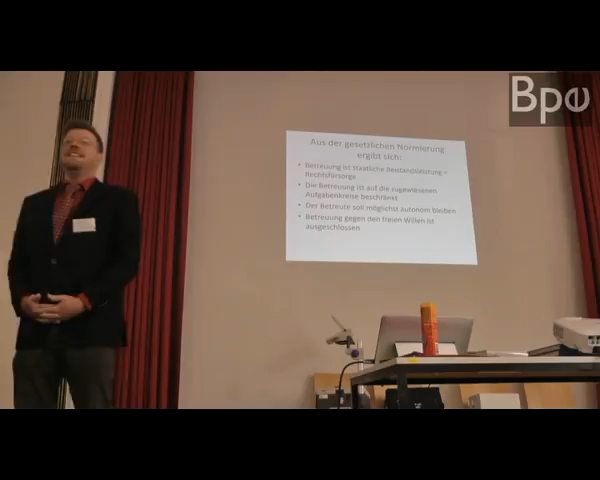 Bpe
Aus der gesetzlichen Normierung
ergibt sich:
• Betreuung ist staatliche Beistandsleistung =
Rechtsfürsorge
• Die Betreuung ist auf die zugewiesenen
Aufgabenkreise beschränkt
• Der Betreute soll möglichst autonom bleiben
• Betreuung gegen den freien Willen ist
ausgeschlossen